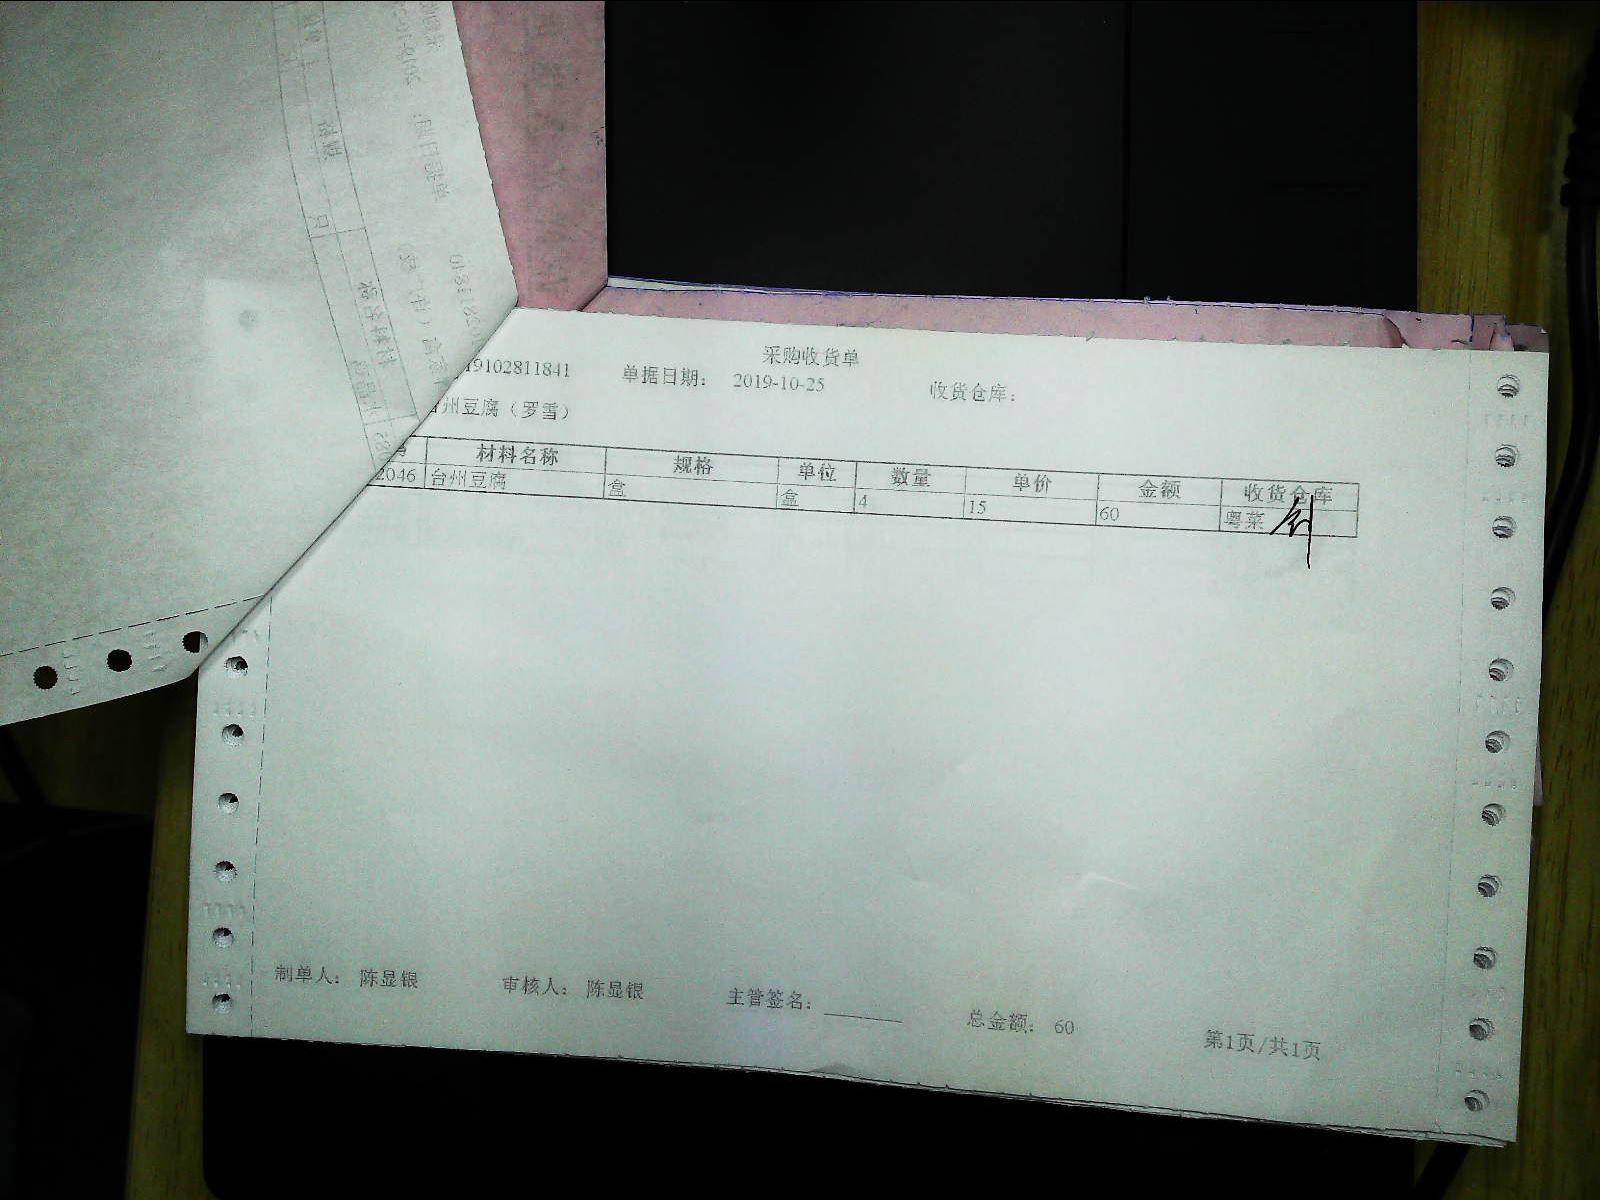 采购收货单
19102811841 单据日期： 2019-10-25 收货仓库：
台州豆腐（罗雪）
材料名称 规格 单位 数量 单价 金额 收货仓库
2046 台州豆腐 盒 盒 4 15 60 粤菜
制单人： 陈显银 审核人： 陈显银 主管签名： 总金额： 60 第1页/共1页